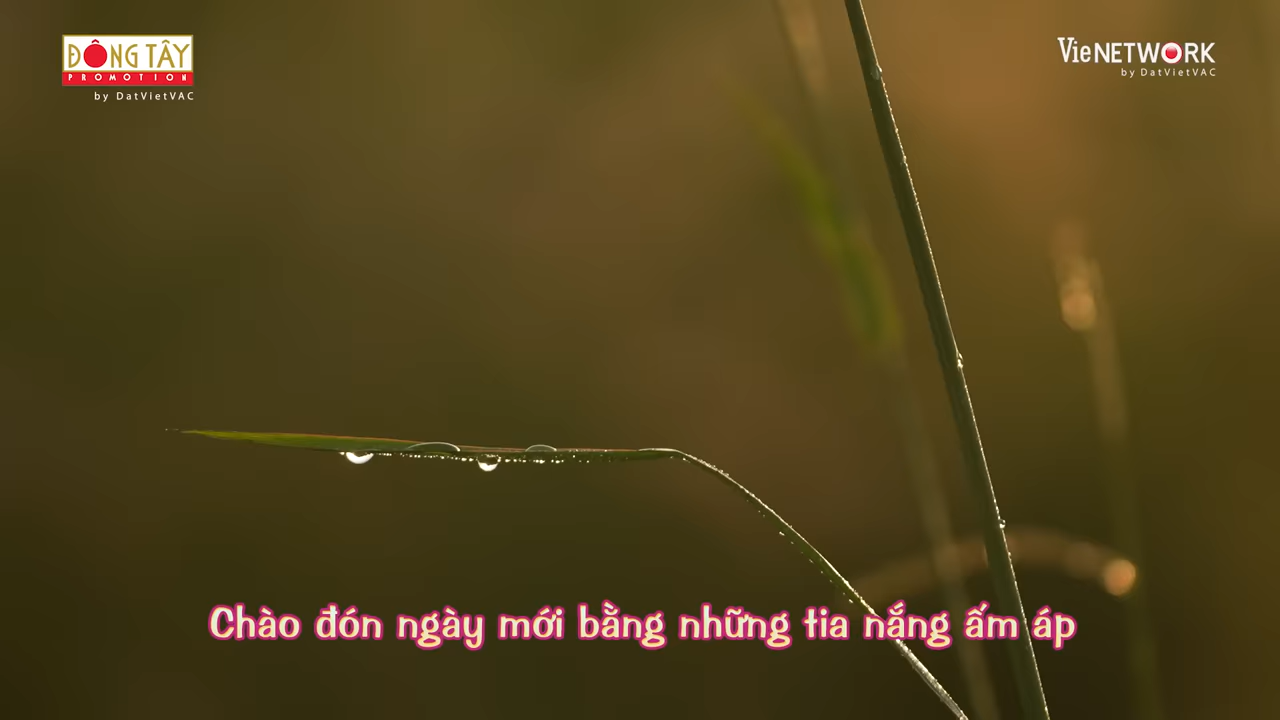 ĐÔNG TÂY
PROMOTION
by DatVietVAC
VieNETWORK
by DatVietVAC
Chào đón ngày mới bằng những tia nắng ấm áp